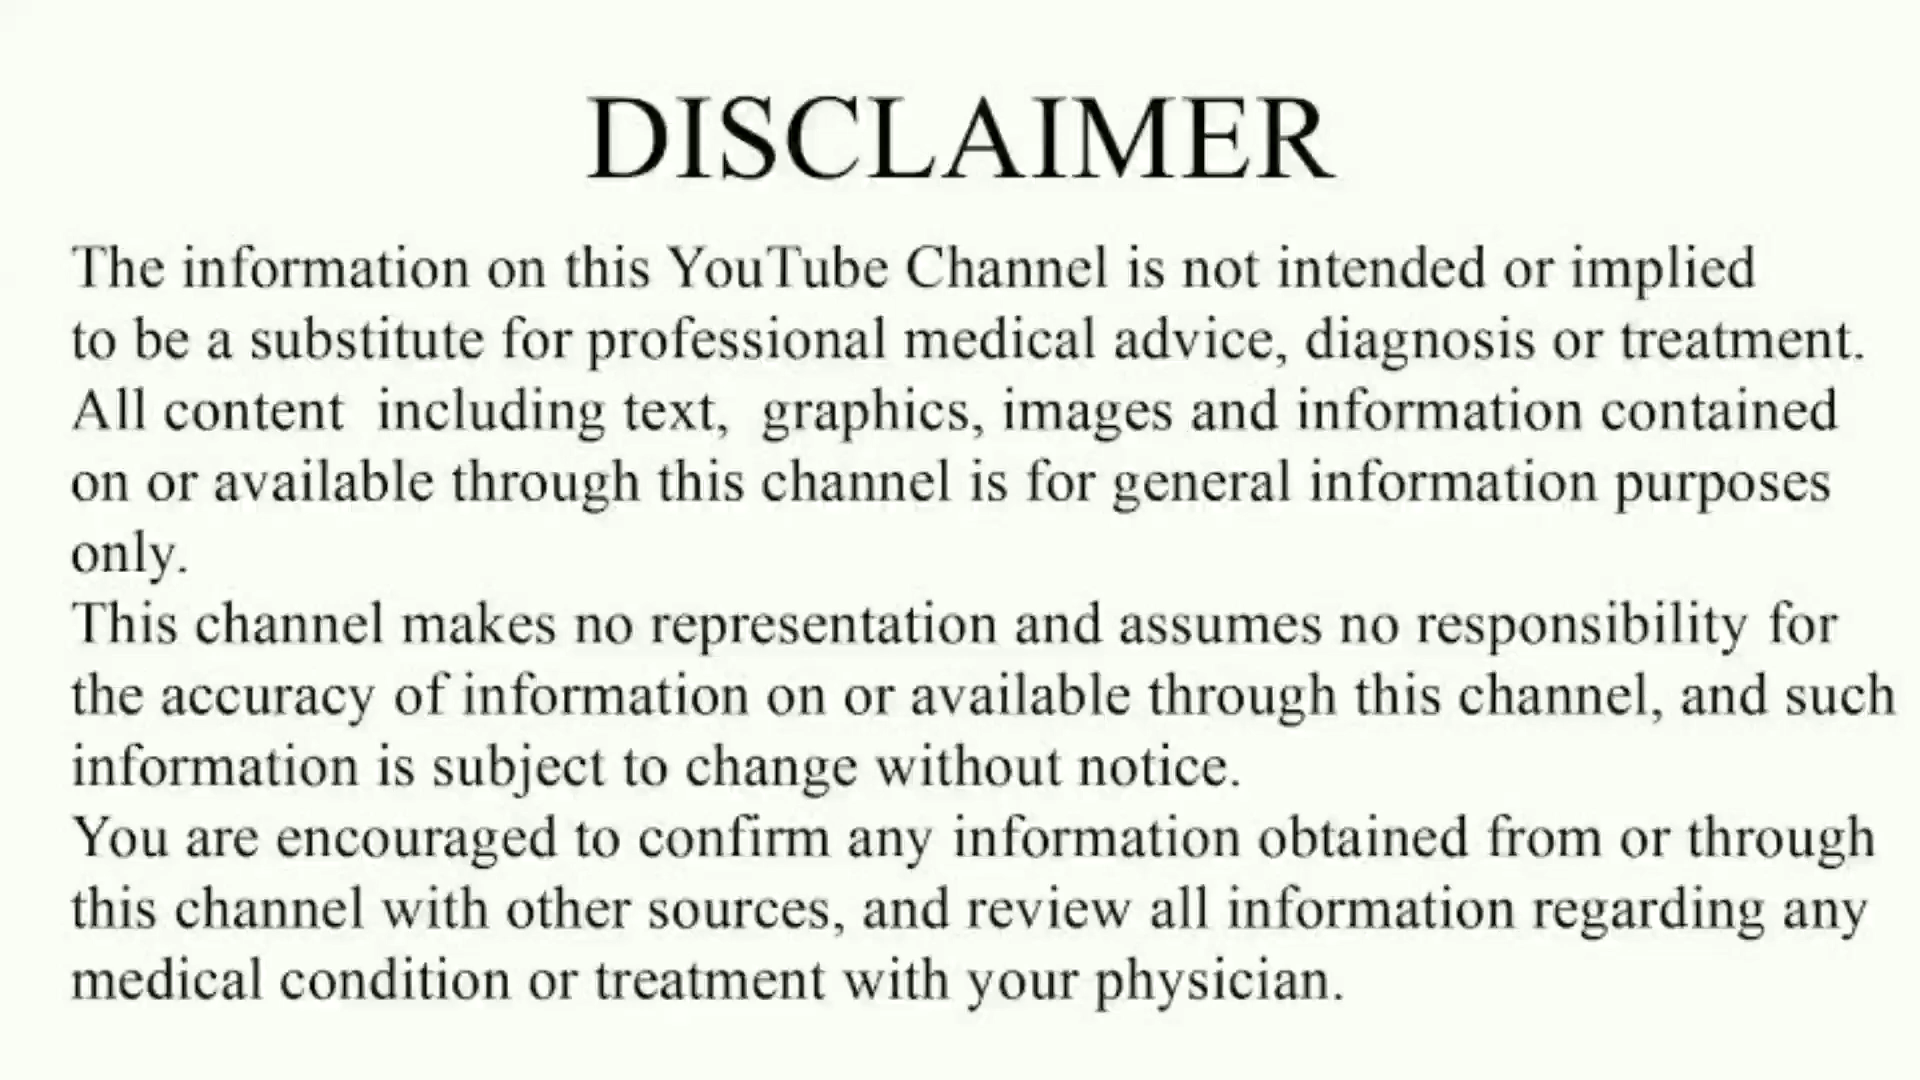 DISCLAIMER
The information on this YouTube Channel is not intended or implied
to be a substitute for professional medical advice, diagnosis or treatment.
All content  including text,  graphics, images and information contained
on or available through this channel is for general information purposes
only.
This channel makes no representation and assumes no responsibility for
the accuracy of information on or available through this channel, and such
information is subject to change without notice.
You are encouraged to confirm any information obtained from or through
this channel with other sources, and review all information regarding any
medical condition or treatment with your physician.